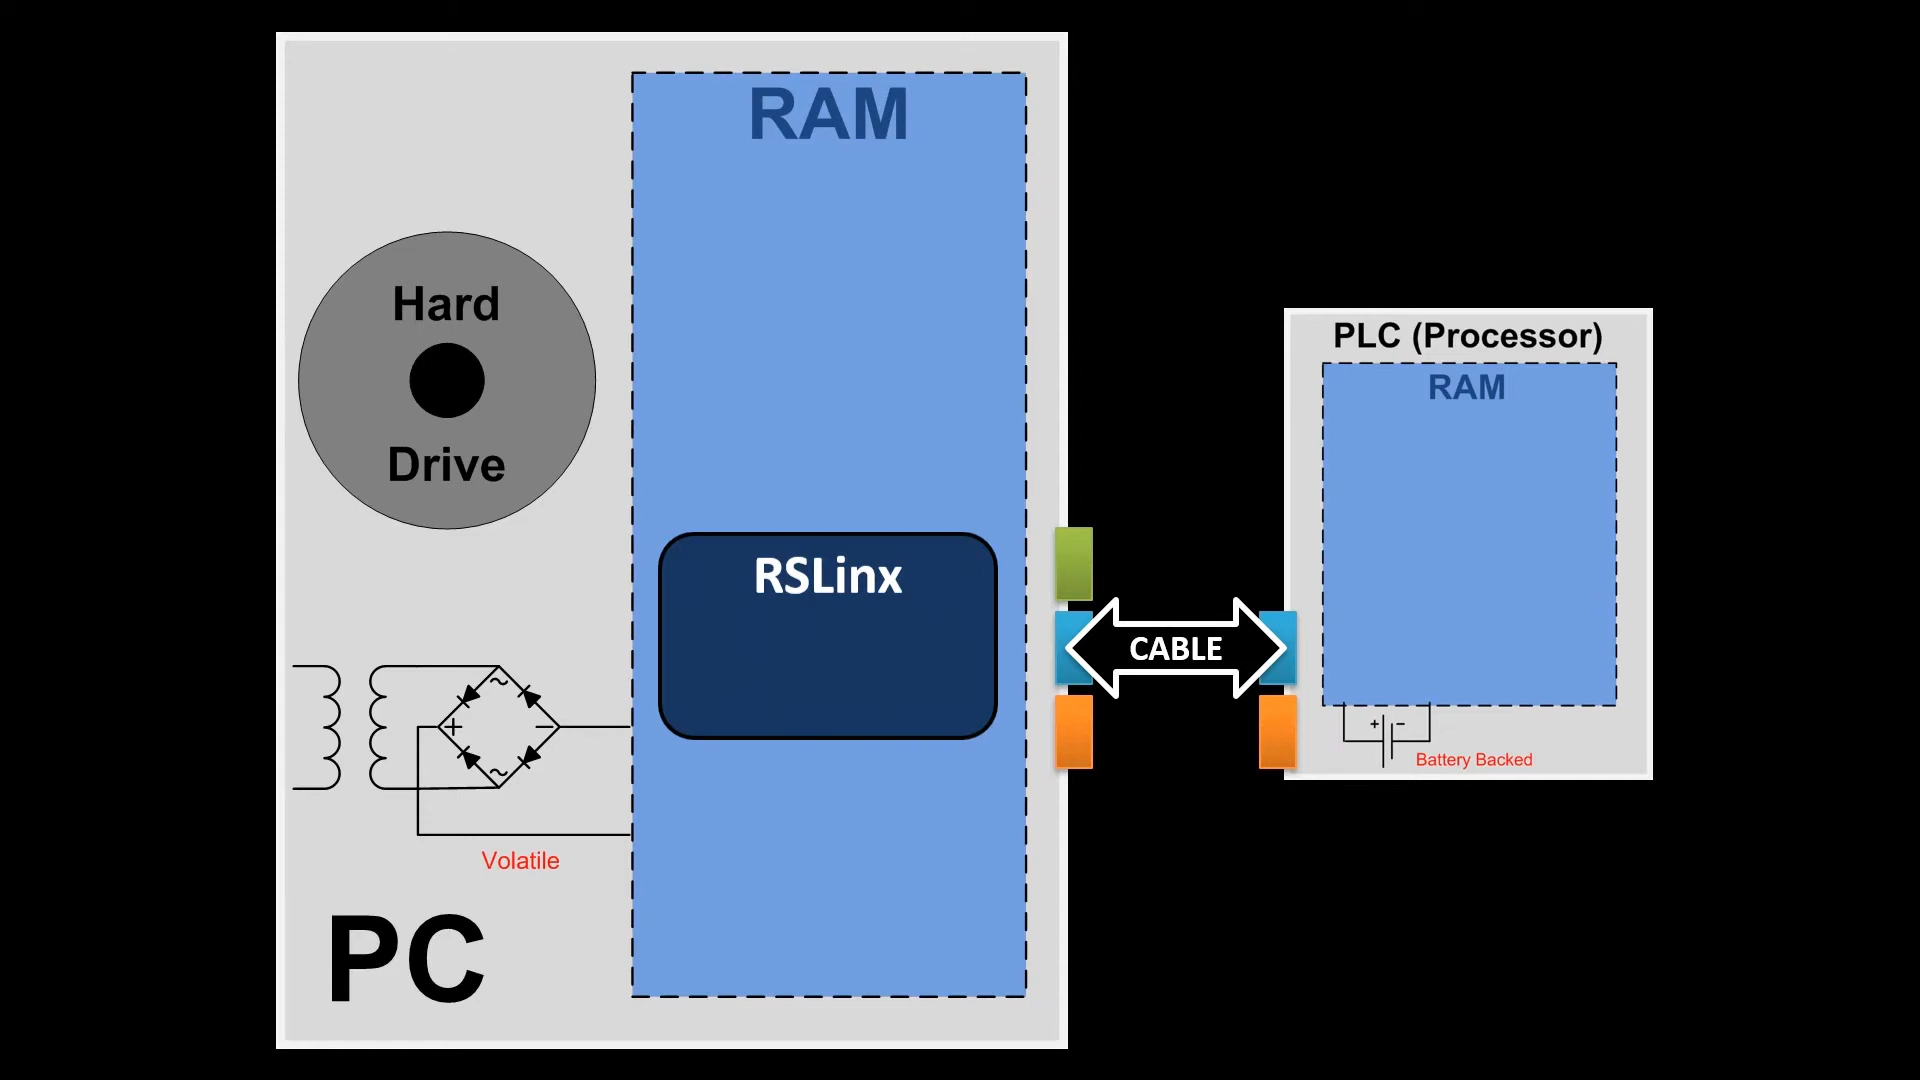 RAM
Hard
Drive
RSLinx
CABLE
PLC (Processor)
RAM
+ −
Battery Backed
~
+ −
~
Volatile
PC